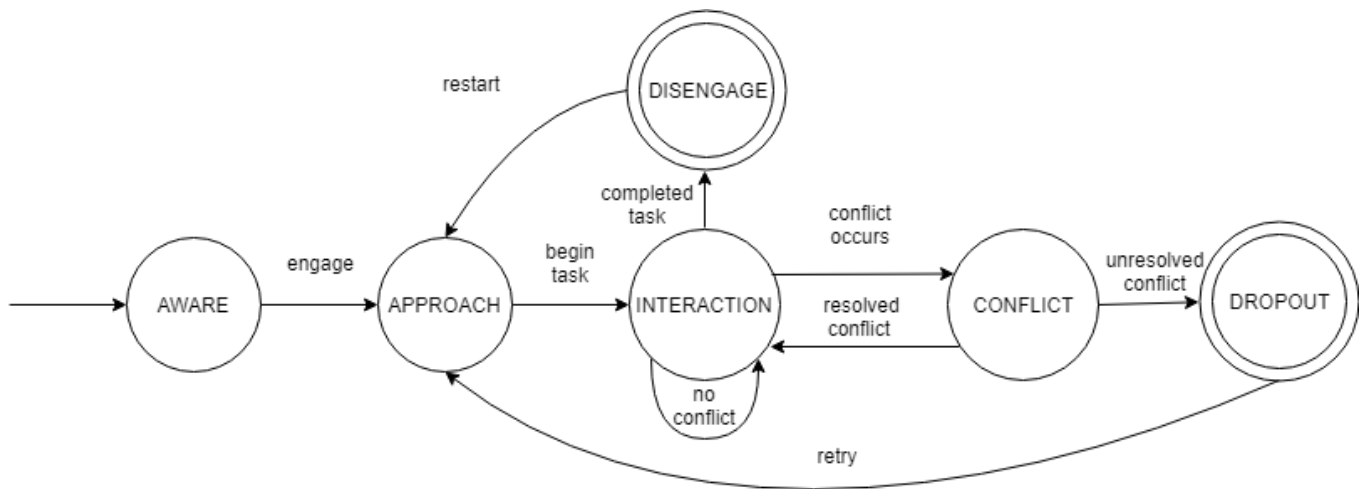 restart
DISENGAGE
completed
task
conflict
occurs
engage
begin
task
unresolved
conflict
AWARE
APPROACH
INTERACTION
resolved
conflict
CONFLICT
DROPOUT
no
conflict
retry